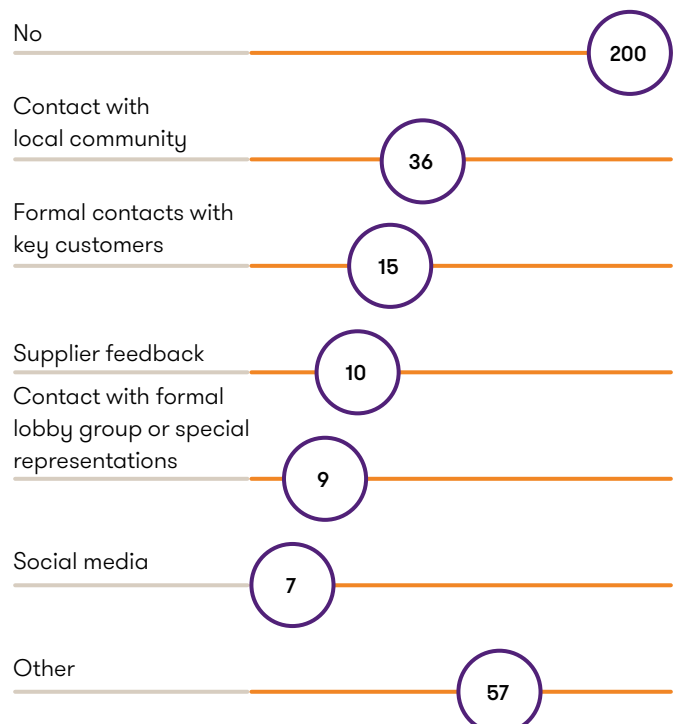 No
200
Contact with
local community
36
Formal contacts with
key customers
15
Supplier feedback
10
Contact with formal
lobby group or special
representations
9
Social media
7
Other
57